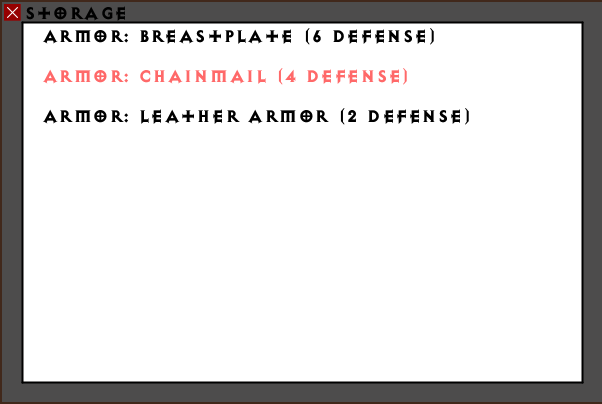 STORAGE
ARMOR: BREASTPLATE (6 DEFENSE)
ARMOR: CHAINMAIL (4 DEFENSE)
ARMOR: LEATHER ARMOR (2 DEFENSE)